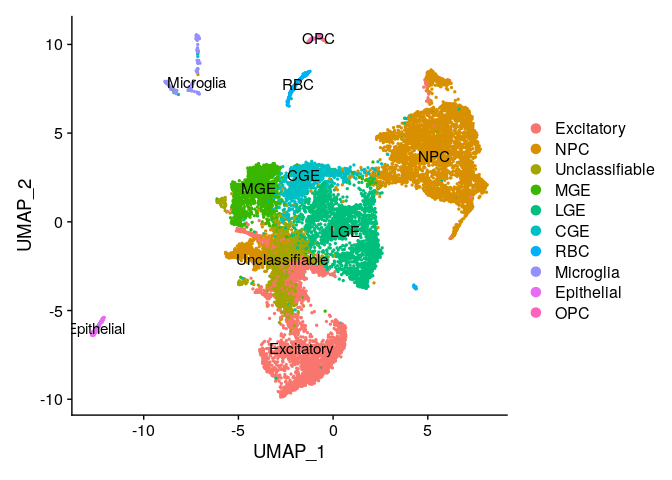 10
5
0
-5
-10
UMAP_2
OPC
Microglia
RBC
NPC
CGE
MGE
LGE
Unclassifiable
Epithelial
Excitatory
-10
-5
0
5
UMAP_1
Excitatory
NPC
Unclassifiable
MGE
LGE
CGE
RBC
Microglia
Epithelial
OPC